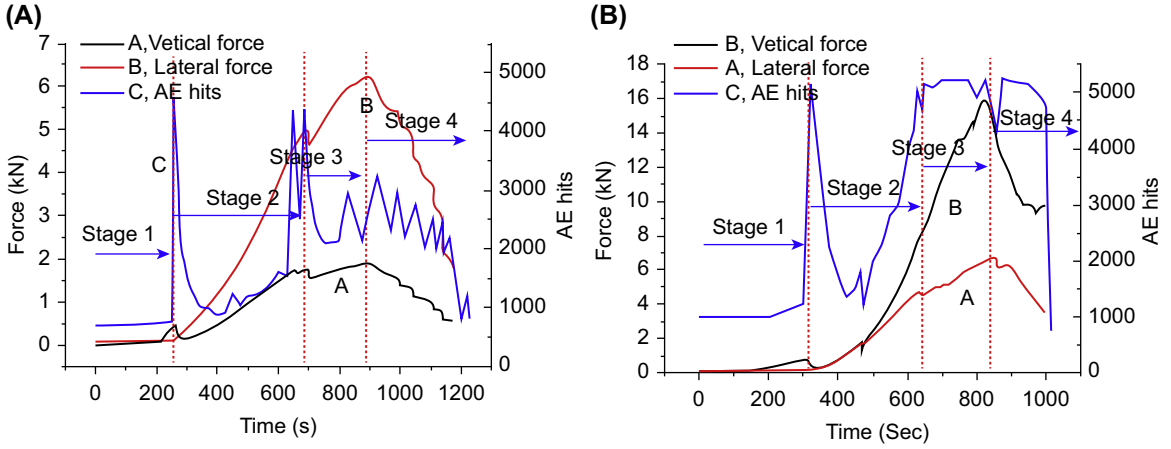 (A)
7
6
5
4
3
2
1
0
Force (kN)
A,Vetical force
B, Lateral force
C, AE hits
C
B
A
Stage 1
Stage 2
Stage 3
Stage 4
5000
4000
3000
2000
1000
0
AE hits
0 200 400 600 800 1000 1200
Time (s)
(B)
18
16
14
12
10
8
6
4
2
0
Force (kN)
B, Vetical force
A, Lateral force
C, AE hits
B
A
Stage 1
Stage 2
Stage 3
Stage 4
5000
4000
3000
2000
1000
0
AE hits
0 200 400 600 800 1000
Time (Sec)